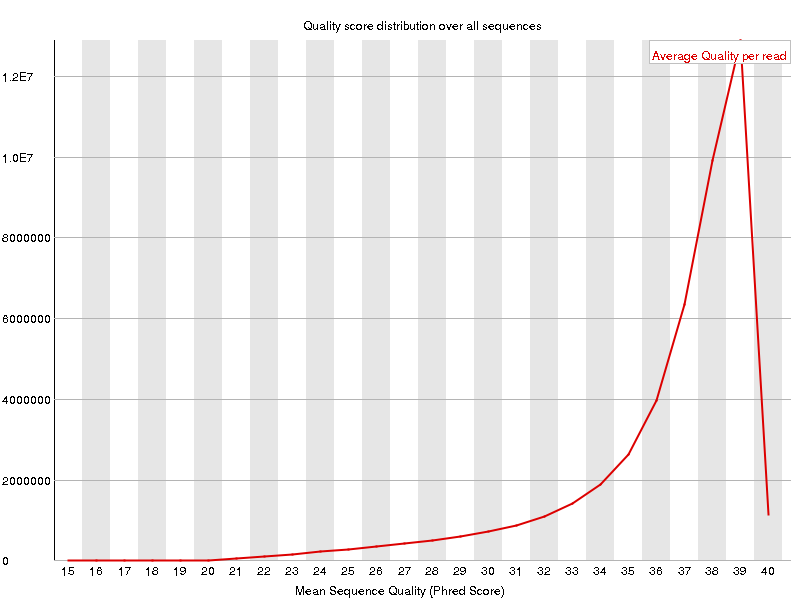 Quality score distribution over all sequences
Average Quality per read
1.2E7
1.0E7
8000000
6000000
4000000
2000000
0
15 16 17 18 19 20 21 22 23 24 25 26 27 28 29 30 31 32 33 34 35 36 37 38 39 40
Mean Sequence Quality (Phred Score)